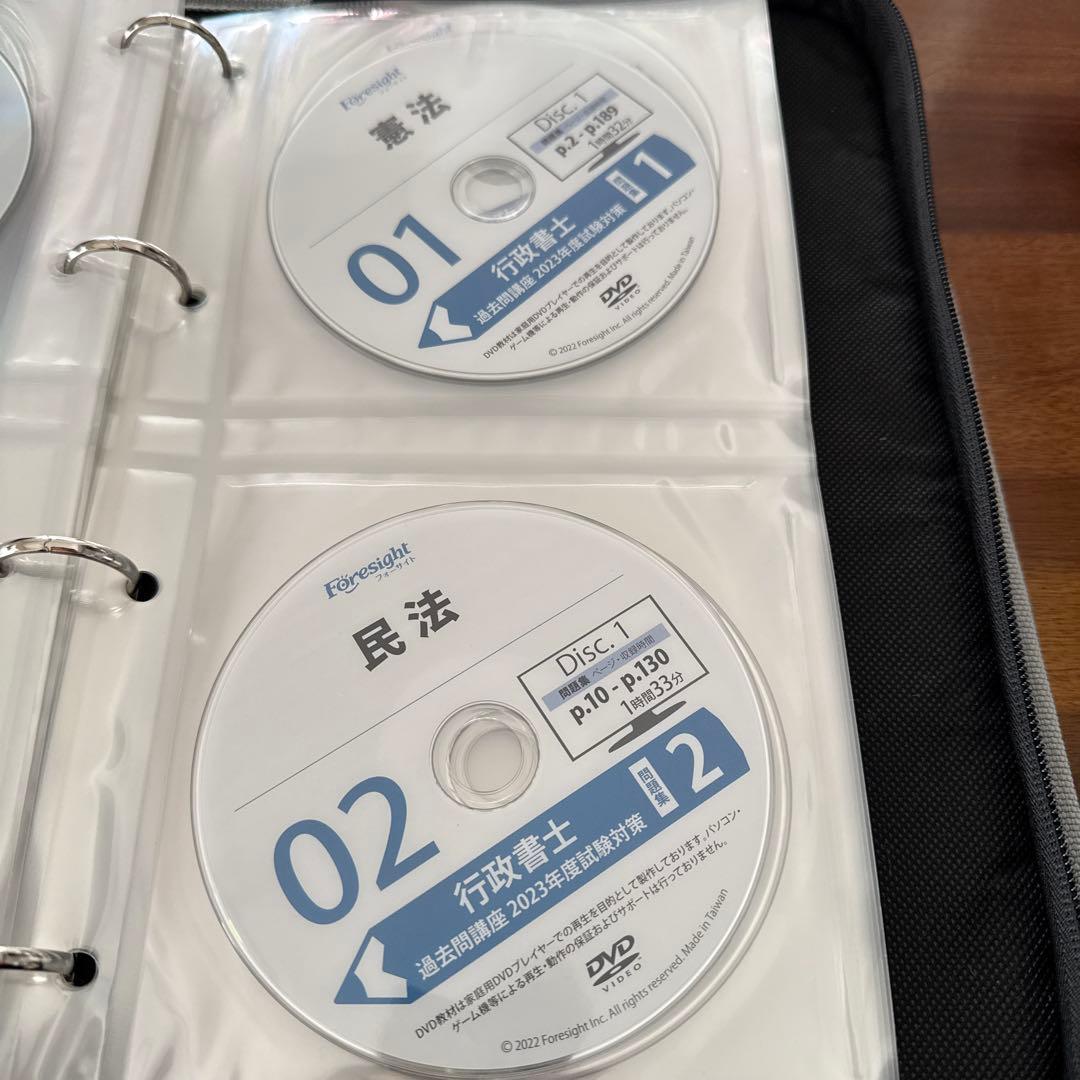 Foresight
フォーサイト
憲法
Disc. 1
p.2 - p.189
1時間32分
01
行政書士
過去問講座 2023年度試験対策
問題集
1
DVD教材は家庭用DVDプレイヤーでの再生を目的として製作しております。パソコン・
ゲーム機等による再生・動作の保証およびサポートは行っておりません。
DVD
VIDEO
© 2022 Foresight Inc. All rights reserved. Made in Taiwan
Foresight
フォーサイト
民法
Disc. 1
問題集 ページ・収録時間
p.10 - p.130
1時間33分
02
行政書士
過去問講座 2023年度試験対策
問題集
2
DVD教材は家庭用DVDプレイヤーでの再生を目的として製作しております。パソコン・
ゲーム機等による再生・動作の保証およびサポートは行っておりません。
DVD
VIDEO
© 2022 Foresight Inc. All rights reserved. Made in Taiwan